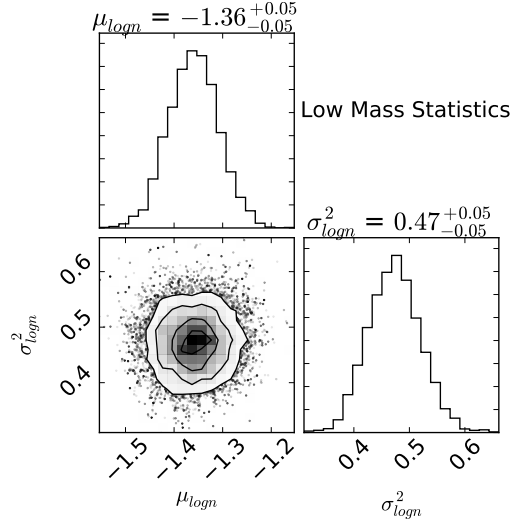 μ_logn = −1.36^{+0.05}_{−0.05}
Low Mass Statistics
σ²_logn = 0.47^{+0.05}_{−0.05}
0.6
0.5
0.4
σ²_logn
−1.5 −1.4 −1.3 −1.2
0.4 0.5 0.6
μ_logn
σ²_logn